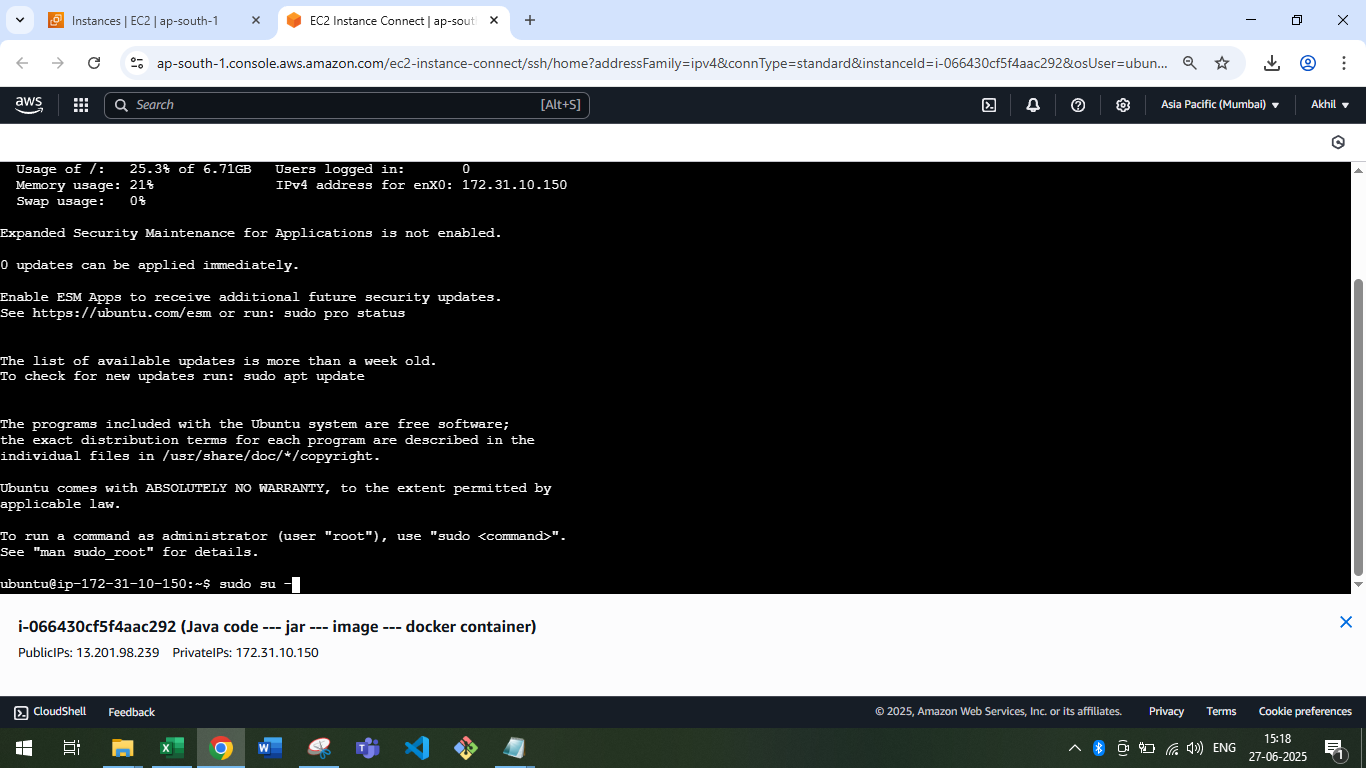 Instances | EC2 | ap-south-1
EC2 Instance Connect | ap-sout
ap-south-1.console.aws.amazon.com/ec2-instance-connect/ssh/home?addressFamily=ipv4&connType=standard&instanceId=i-066430cf5f4aac292&osUser=ubun...
aws
Search
[Alt+S]
Asia Pacific (Mumbai)
Akhil
Usage of /:   25.3% of 6.71GB   Users logged in:       0
Memory usage: 21%               IPv4 address for enX0: 172.31.10.150
Swap usage:   0%
Expanded Security Maintenance for Applications is not enabled.
0 updates can be applied immediately.
Enable ESM Apps to receive additional future security updates.
See https://ubuntu.com/esm or run: sudo pro status
The list of available updates is more than a week old.
To check for new updates run: sudo apt update
The programs included with the Ubuntu system are free software;
the exact distribution terms for each program are described in the
individual files in /usr/share/doc/*/copyright.
Ubuntu comes with ABSOLUTELY NO WARRANTY, to the extent permitted by
applicable law.
To run a command as administrator (user "root"), use "sudo <command>".
See "man sudo_root" for details.
ubuntu@ip-172-31-10-150:~$ sudo su -
i-066430cf5f4aac292 (Java code --- jar --- image --- docker container)
PublicIPs: 13.201.98.239    PrivateIPs: 172.31.10.150
CloudShell
Feedback
© 2025, Amazon Web Services, Inc. or its affiliates.
Privacy
Terms
Cookie preferences
ENG
15:18
27-06-2025
1